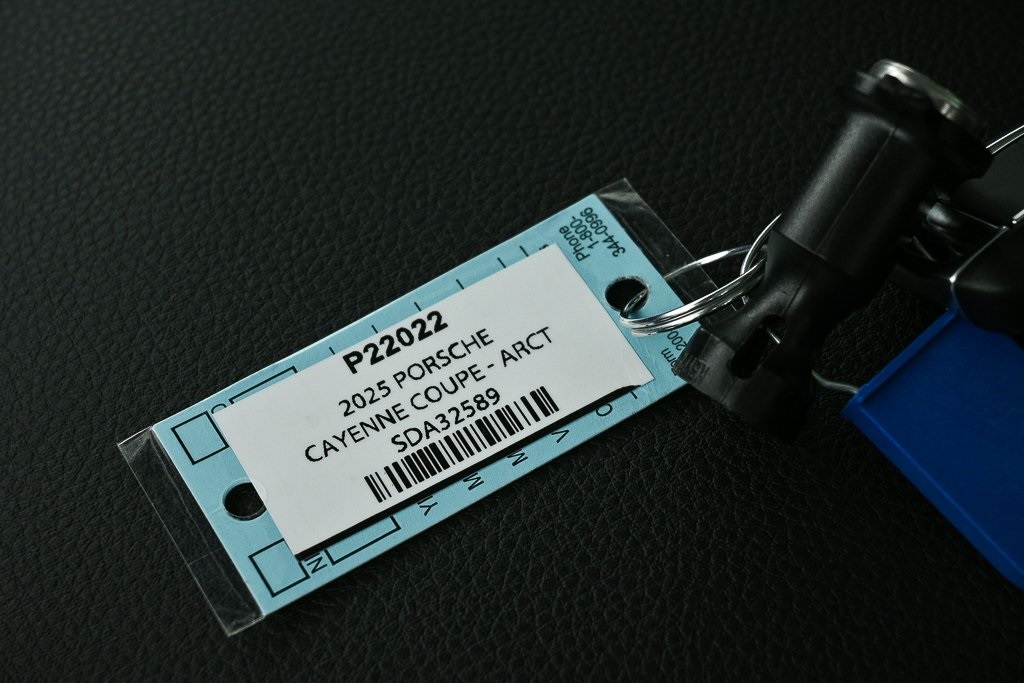 P22022
2025 PORSCHE
CAYENNE COUPE - ARCT
SDA32589
Phone
1-800-
344-0996